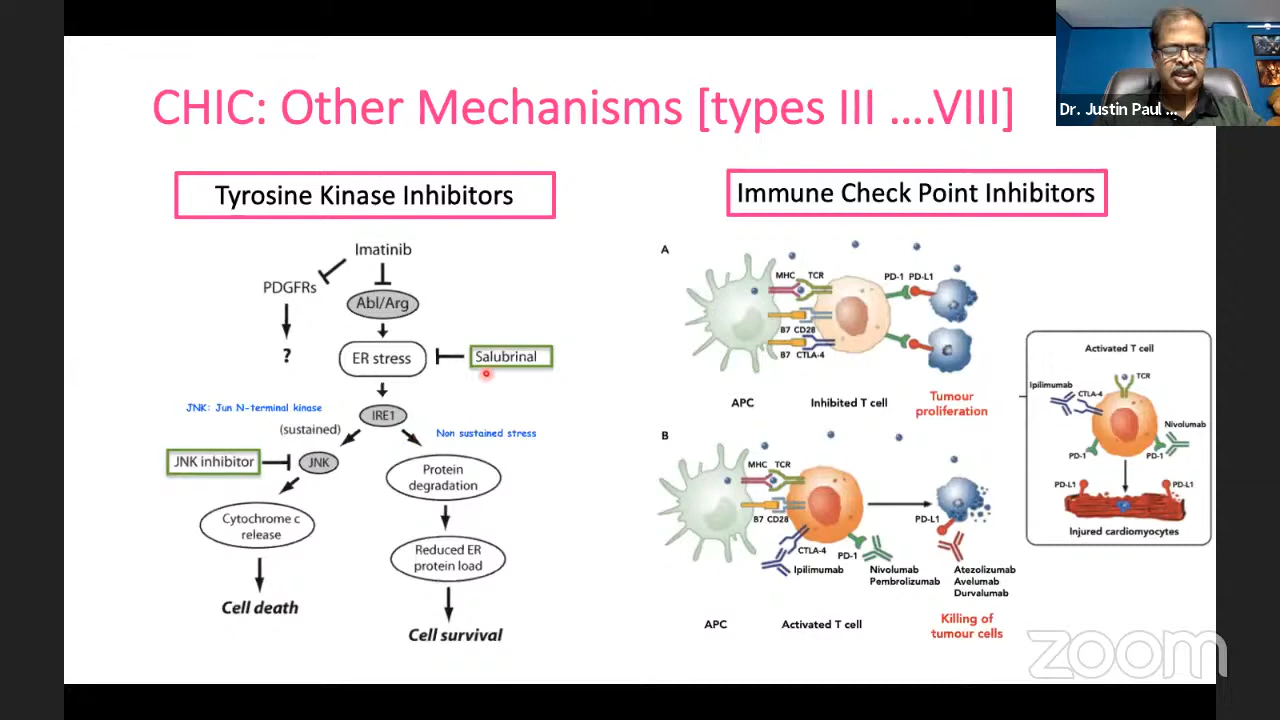 CHIC: Other Mechanisms [types III ....VIII]
Dr. Justin Paul ...
Tyrosine Kinase Inhibitors
Imatinib
PDGFRs
Abl/Arg
?
ER stress
Salubrinal
JNK: Jun N-terminal kinase
IRE1
(sustained)
Non sustained stress
JNK inhibitor
JNK
Protein
degradation
Cytochrome c
release
Reduced ER
protein load
Cell death
Cell survival
Immune Check Point Inhibitors
A
MHC TCR
PD-1 PD-L1
B7 CD28
B7 CTLA-4
APC
Inhibited T cell
Tumour
proliferation
B
MHC TCR
B7 CD28
PD-L1
CTLA-4
PD-1
Ipilimumab
Nivolumab
Pembrolizumab
Atezolizumab
Avelumab
Durvalumab
APC
Activated T cell
Killing of
tumour cells
Activated T cell
TCR
Ipilimumab
CTLA-4
Nivolumab
PD-1
PD-1
PD-L1
PD-L1
Injured cardiomyocytes
zoom